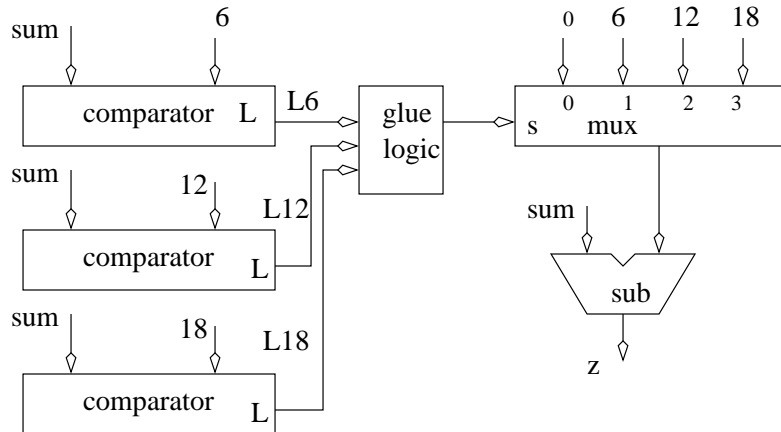 sum 6 0 6 12 18
comparator L L6 glue logic 0 1 2 3
s mux
sum 12 L12
comparator L
sum
sub
sum 18 L18
z
comparator L